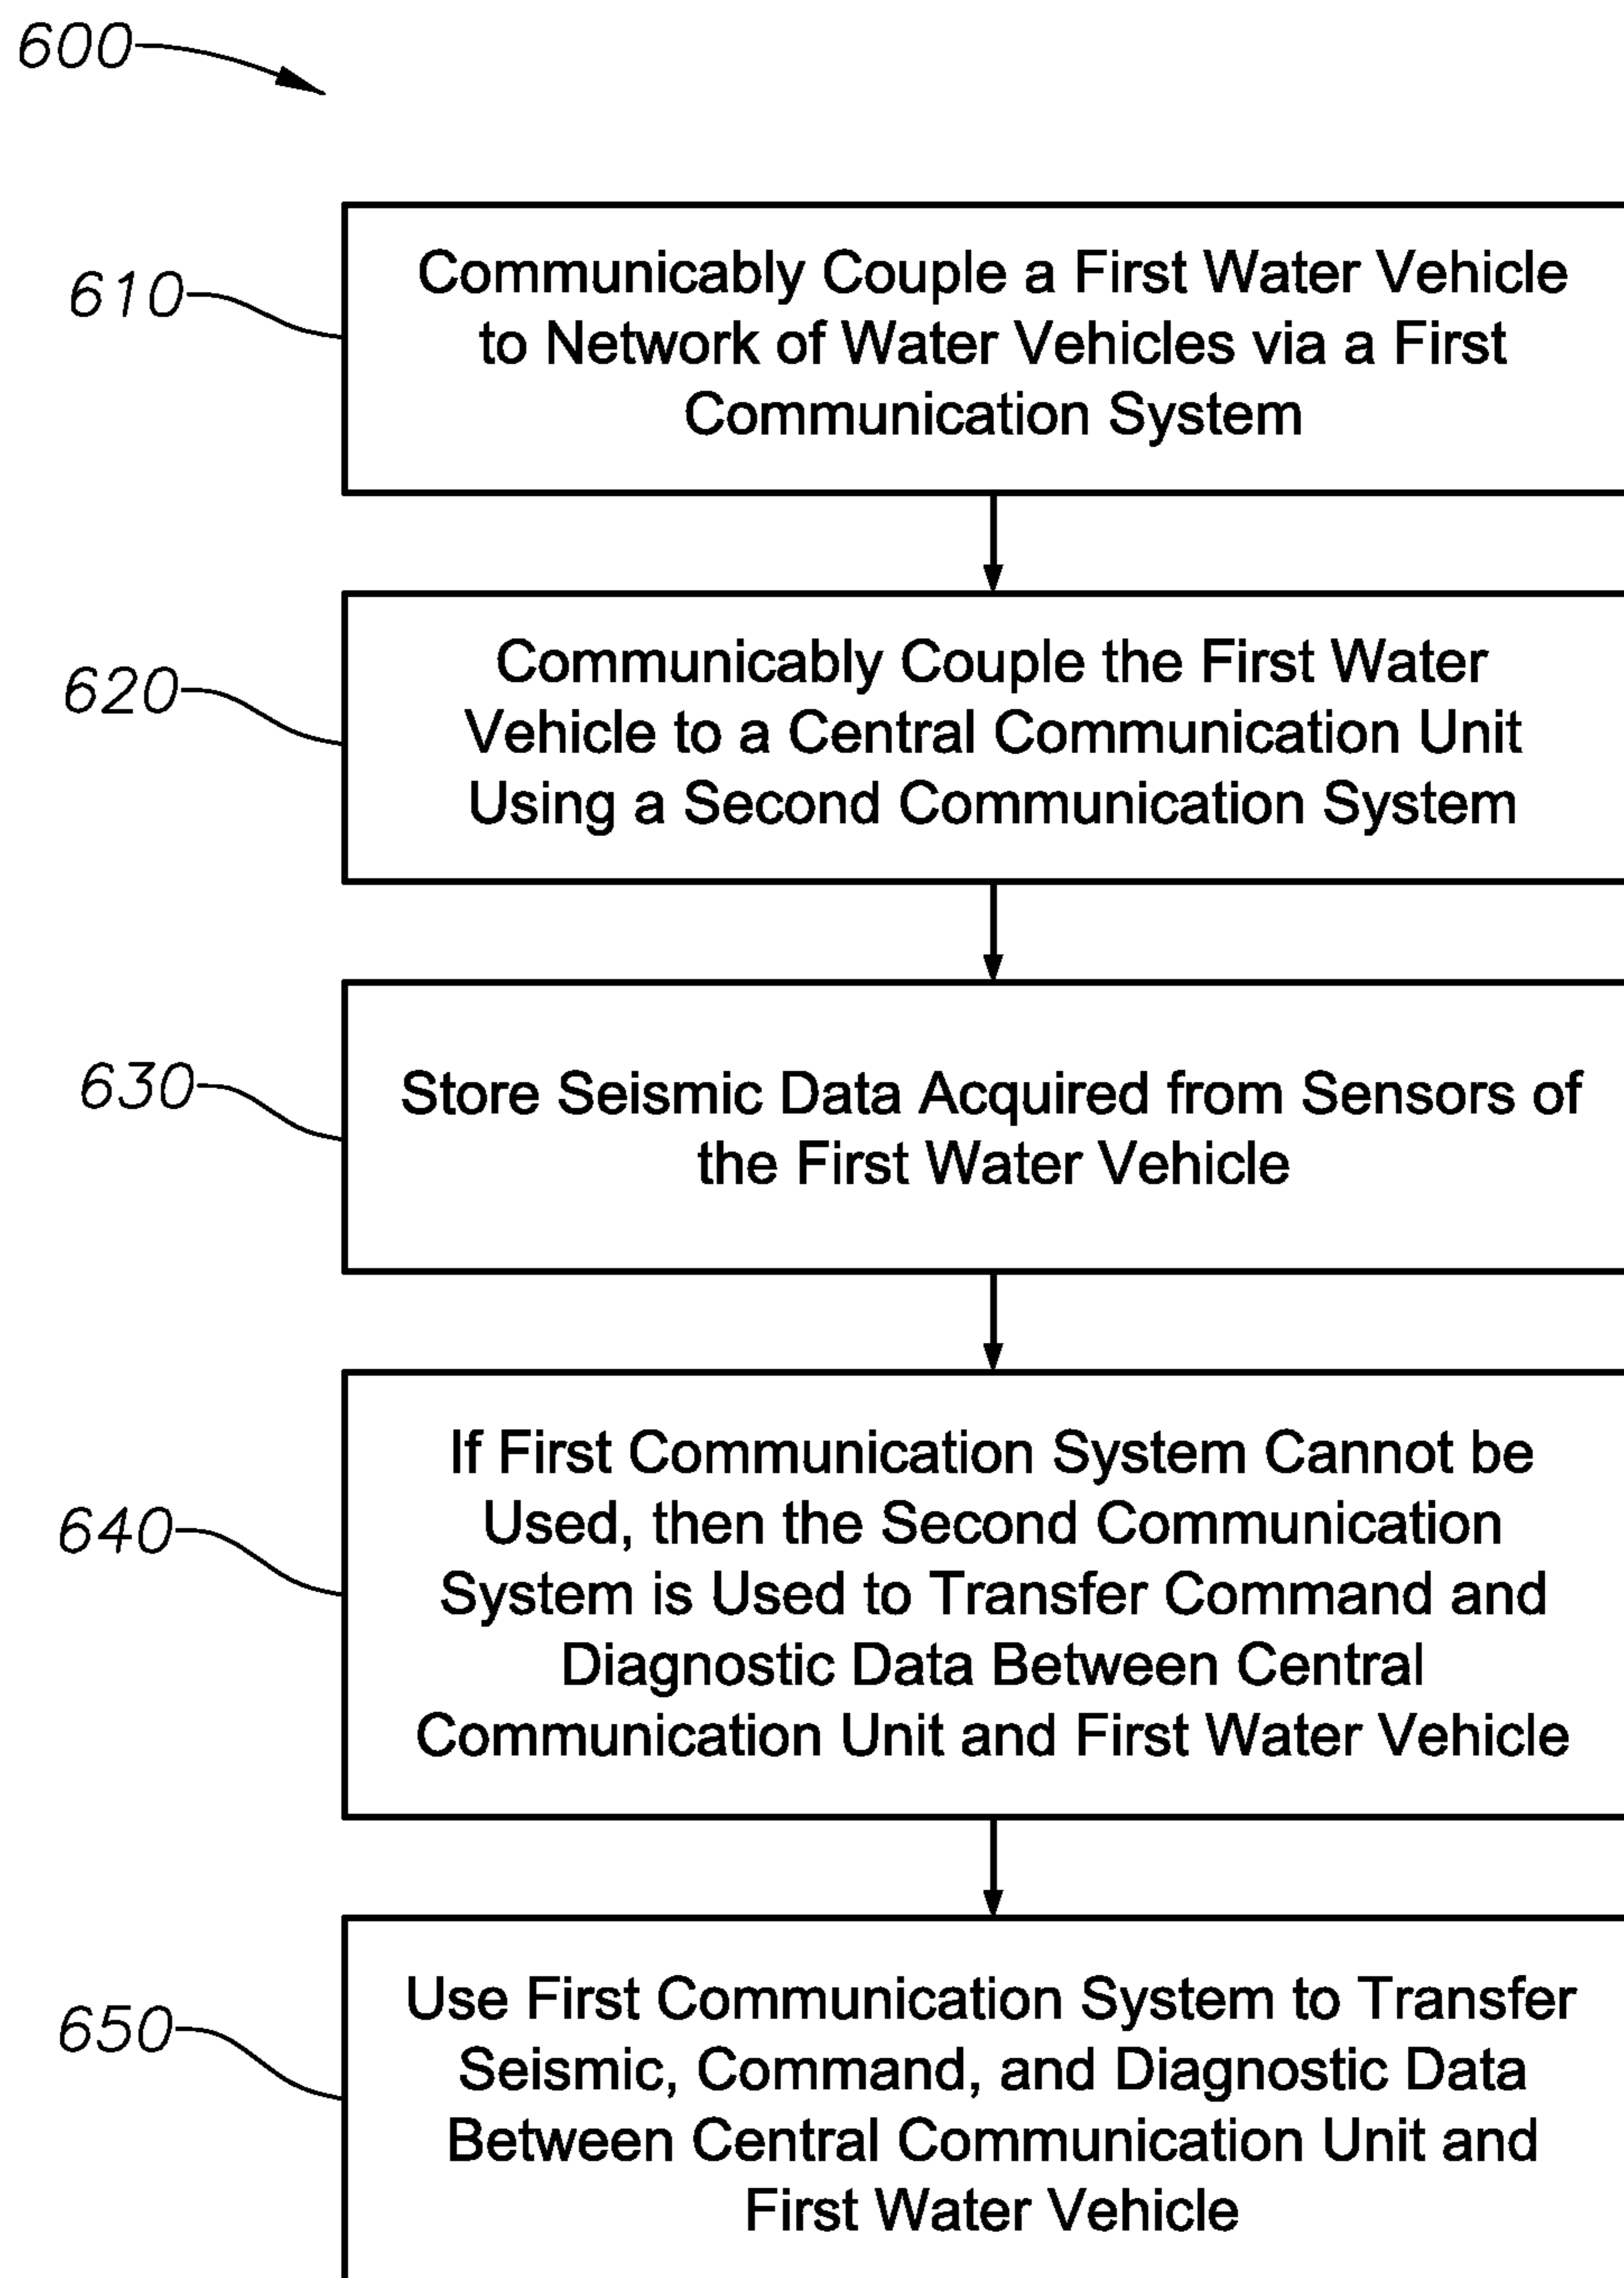 600
610
Communicably Couple a First Water Vehicle
to Network of Water Vehicles via a First
Communication System
620
Communicably Couple the First Water
Vehicle to a Central Communication Unit
Using a Second Communication System
630
Store Seismic Data Acquired from Sensors of
the First Water Vehicle
640
If First Communication System Cannot be
Used, then the Second Communication
System is Used to Transfer Command and
Diagnostic Data Between Central
Communication Unit and First Water Vehicle
650
Use First Communication System to Transfer
Seismic, Command, and Diagnostic Data
Between Central Communication Unit and
First Water Vehicle